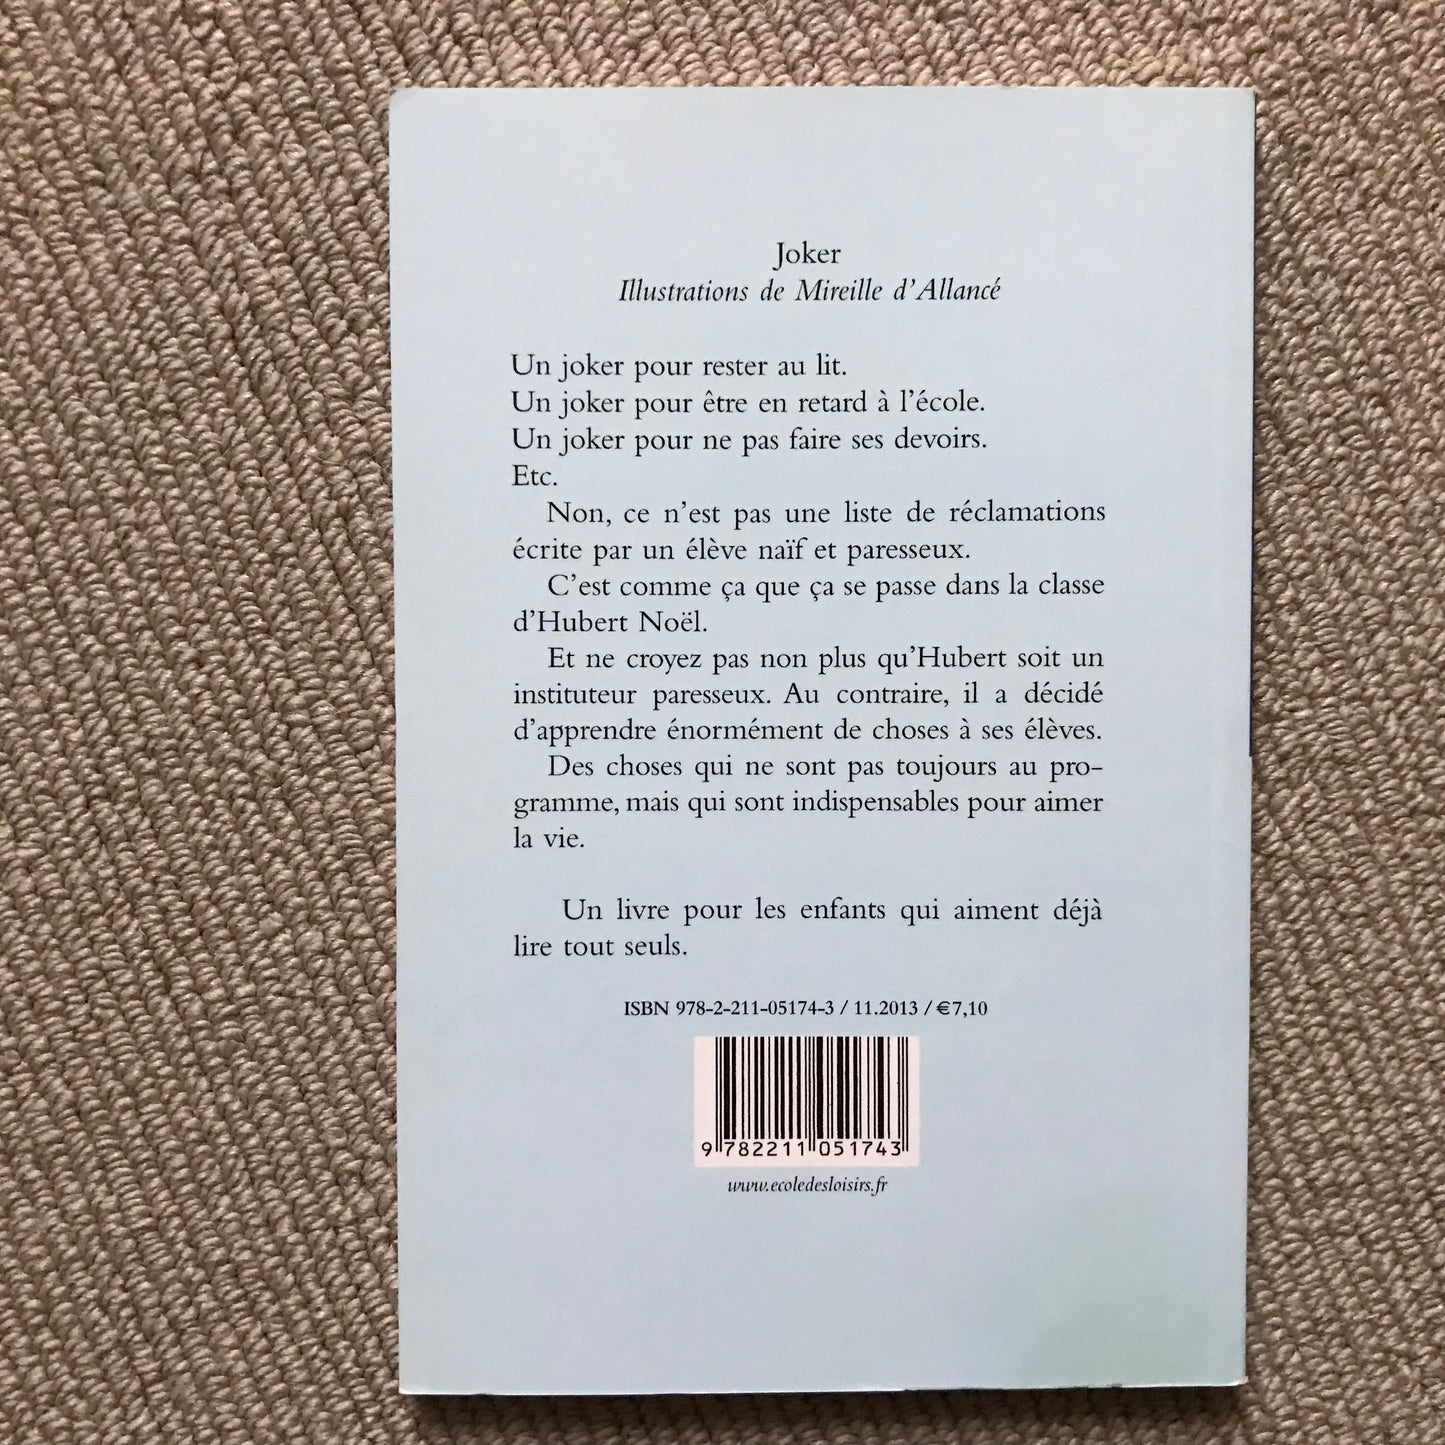 Joker
Illustrations de Mireille d'Allancé
Un joker pour rester au lit.
Un joker pour être en retard à l'école.
Un joker pour ne pas faire ses devoirs.
Etc.
Non, ce n'est pas une liste de réclamations
écrite par un élève naïf et paresseux.
C'est comme ça que ça se passe dans la classe
d'Hubert Noël.
Et ne croyez pas non plus qu'Hubert soit un
instituteur paresseux. Au contraire, il a décidé
d'apprendre énormément de choses à ses élèves.
Des choses qui ne sont pas toujours au pro-
gramme, mais qui sont indispensables pour aimer
la vie.
Un livre pour les enfants qui aiment déjà
lire tout seuls.
ISBN 978-2-211-05174-3 / 11.2013 / €7,10
9 782211 051743
www.ecoledesloisirs.fr